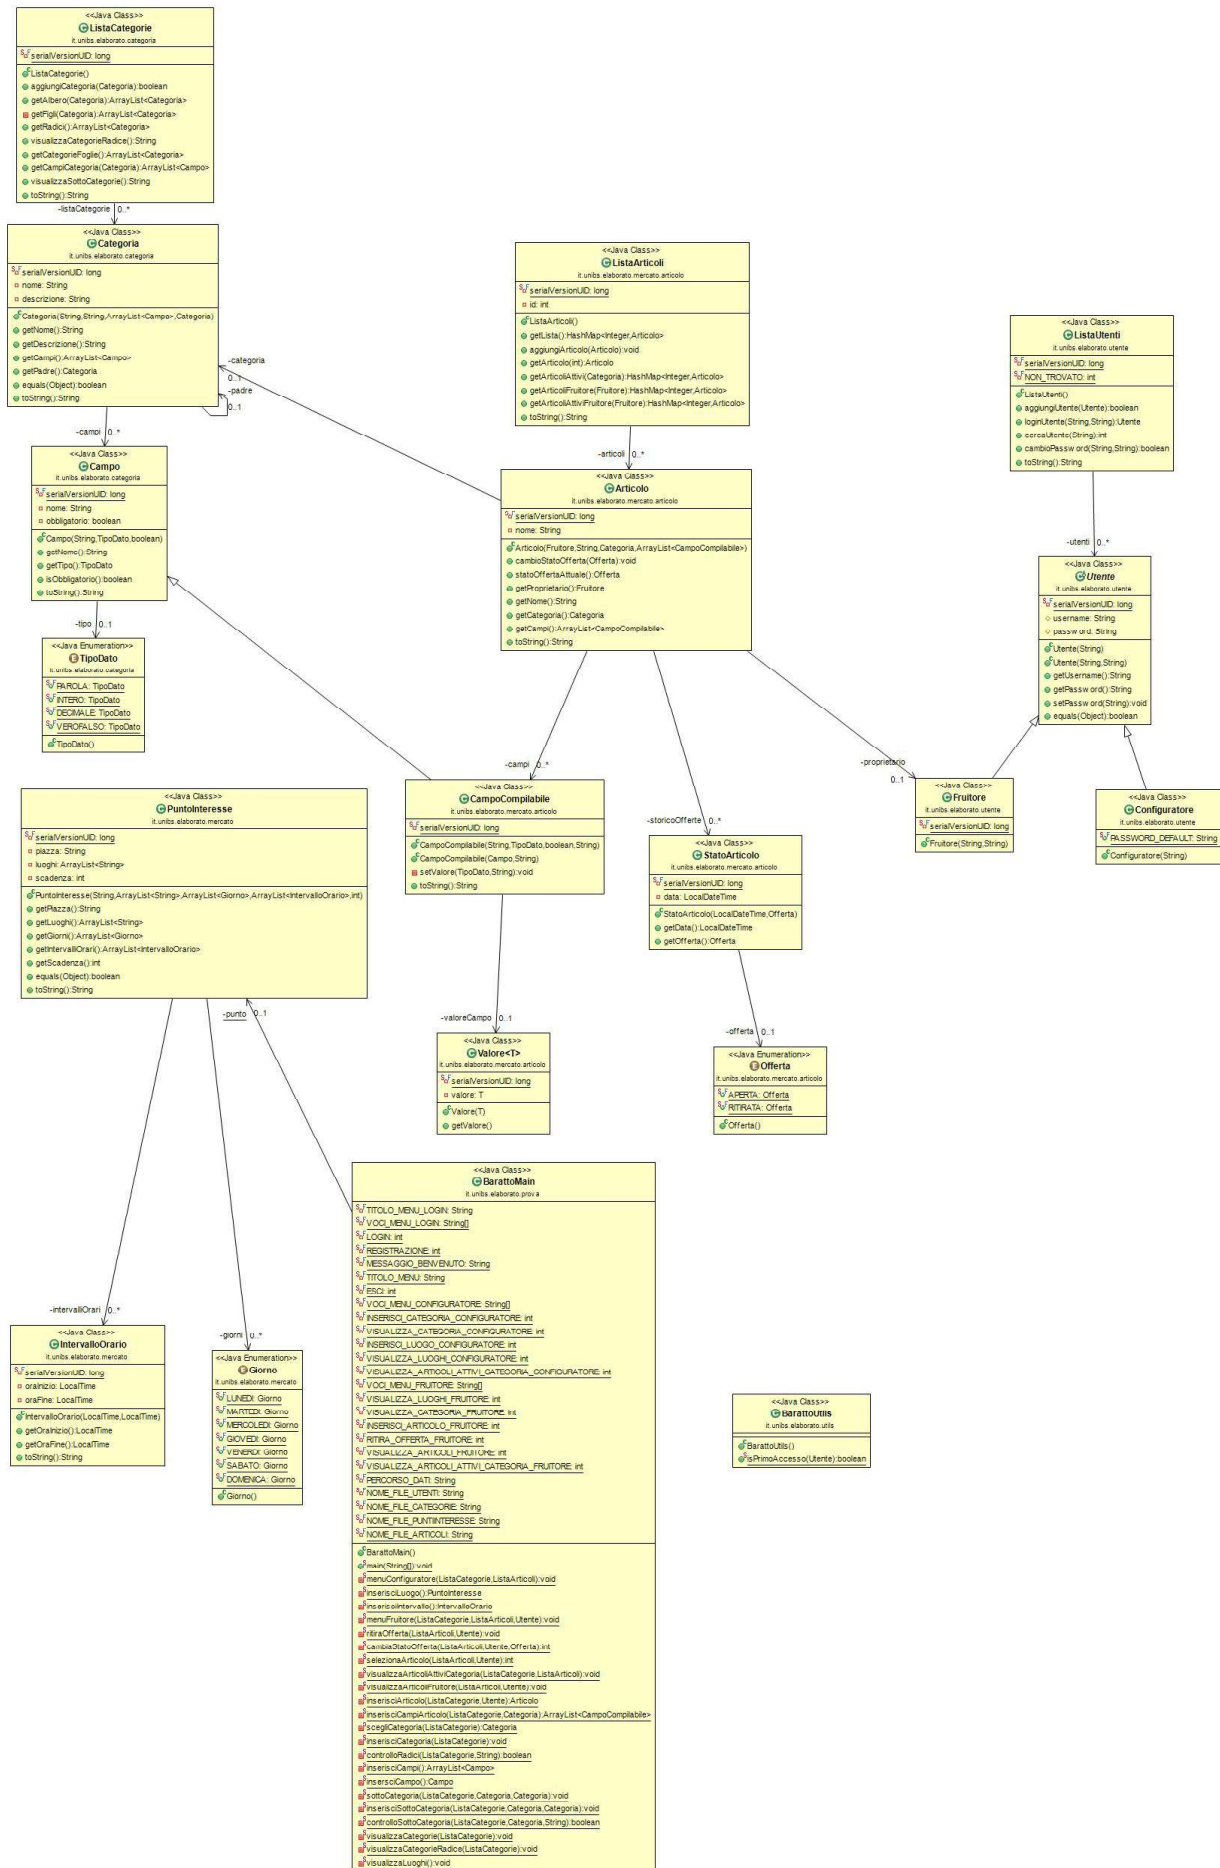 <<Java Class>>
ListaCategorie
it.unibs.elaborato.categoria
serialVersionUID: long
ListaCategorie()
aggiungiCategoria(Categoria):boolean
getAlbero(Categoria):ArrayList<Categoria>
getFigli(Categoria):ArrayList<Categoria>
getRadici():ArrayList<Categoria>
visualizzaCategorieRadice():String
getCategorieFoglie():ArrayList<Categoria>
getCampiCategoria(Categoria):ArrayList<Campo>
visualizzaSottoCategorie():String
toString():String
-listaCategorie 0..*
<<Java Class>>
Categoria
it.unibs.elaborato.categoria
serialVersionUID: long
nome: String
descrizione: String
Categoria(String,String,ArrayList<Campo>,Categoria)
getNome():String
getDescrizione():String
getCampi():ArrayList<Campo>
getPadre():Categoria
equals(Object):boolean
toString():String
-categoria
0..1
-padre
0..1
-campi 0..*
<<Java Class>>
Campo
it.unibs.elaborato.categoria
serialVersionUID: long
nome: String
obbligatorio: boolean
Campo(String,TipoDato,boolean)
getNome():String
getTipo():TipoDato
isObbligatorio():boolean
toString():String
-tipo 0..1
<<Java Enumeration>>
TipoDato
it.unibs.elaborato.categoria
PAROLA: TipoDato
INTERO: TipoDato
DECIMALE: TipoDato
VEROFALSO: TipoDato
TipoDato()
<<Java Class>>
ListaArticoli
it.unibs.elaborato.mercato.articolo
serialVersionUID: long
id: int
ListaArticoli()
getLista():HashMap<Integer,Articolo>
aggiungiArticolo(Articolo):void
getArticolo(int):Articolo
getArticoliAttivi(Categoria):HashMap<Integer,Articolo>
getArticoliFruitore(Fruitore):HashMap<Integer,Articolo>
getArticoliAttiviFruitore(Fruitore):HashMap<Integer,Articolo>
toString():String
-articoli 0..*
<<Java Class>>
Articolo
it.unibs.elaborato.mercato.articolo
serialVersionUID: long
nome: String
Articolo(Fruitore,String,Categoria,ArrayList<CampoCompilabile>)
cambioStatoOfferta(Offerta):void
statoOffertaAttuale():Offerta
getProprietario():Fruitore
getNome():String
getCategoria():Categoria
getCampi():ArrayList<CampoCompilabile>
toString():String
<<Java Class>>
ListaUtenti
it.unibs.elaborato.utente
serialVersionUID: long
NON_TROVATO: int
ListaUtenti()
aggiungiUtente(Utente):boolean
loginUtente(String,String):Utente
cercaUtente(String):int
cambioPassword(String,String):boolean
toString():String
-utenti 0..*
<<Java Class>>
Utente
it.unibs.elaborato.utente
serialVersionUID: long
username: String
password: String
Utente(String)
Utente(String,String)
getUsername():String
getPassword():String
setPassword(String):void
equals(Object):boolean
-campi 0..*
-storicoOfferte 0..*
-proprietario
0..1
<<Java Class>>
Fruitore
it.unibs.elaborato.utente
serialVersionUID: long
Fruitore(String,String)
<<Java Class>>
Configuratore
it.unibs.elaborato.utente
PASSWORD_DEFAULT: String
Configuratore(String)
<<Java Class>>
PuntoInteresse
it.unibs.elaborato.mercato
serialVersionUID: long
piazza: String
luoghi: ArrayList<String>
scadenza: int
PuntoInteresse(String,ArrayList<String>,ArrayList<Giorno>,ArrayList<IntervalloOrario>,int)
getPiazza():String
getLuoghi():ArrayList<String>
getGiorni():ArrayList<Giorno>
getIntervalliOrari():ArrayList<IntervalloOrario>
getScadenza():int
equals(Object):boolean
toString():String
<<Java Class>>
CampoCompilabile
it.unibs.elaborato.mercato.articolo
serialVersionUID: long
CampoCompilabile(String,TipoDato,boolean,String)
CampoCompilabile(Campo,String)
setValore(TipoDato,String):void
toString():String
<<Java Class>>
StatoArticolo
it.unibs.elaborato.mercato.articolo
serialVersionUID: long
data: LocalDateTime
StatoArticolo(LocalDateTime,Offerta)
getData():LocalDateTime
getOfferta():Offerta
-punto 0..1
-valoreCampo 0..1
-offerta 0..1
<<Java Class>>
Valore<T>
it.unibs.elaborato.mercato.articolo
serialVersionUID: long
valore: T
Valore(T)
getValore()
<<Java Enumeration>>
Offerta
it.unibs.elaborato.mercato.articolo
APERTA: Offerta
RITIRATA: Offerta
Offerta()
-intervalliOrari 0..*
<<Java Class>>
IntervalloOrario
it.unibs.elaborato.mercato
serialVersionUID: long
oraInizio: LocalTime
oraFine: LocalTime
IntervalloOrario(LocalTime,LocalTime)
getOraInizio():LocalTime
getOraFine():LocalTime
toString():String
-giorni 0..*
<<Java Enumeration>>
Giorno
it.unibs.elaborato.mercato
LUNEDI: Giorno
MARTEDI: Giorno
MERCOLEDI: Giorno
GIOVEDI: Giorno
VENERDI: Giorno
SABATO: Giorno
DOMENICA: Giorno
Giorno()
<<Java Class>>
BarattoMain
it.unibs.elaborato.prova
TITOLO_MENU_LOGIN: String
VOCI_MENU_LOGIN: String[]
LOGIN: int
REGISTRAZIONE: int
MESSAGGIO_BENVENUTO: String
TITOLO_MENU: String
ESCI: int
VOCI_MENU_CONFIGURATORE: String[]
INSERISCI_CATEGORIA_CONFIGURATORE: int
VISUALIZZA_CATEGORIA_CONFIGURATORE: int
INSERISCI_LUOGO_CONFIGURATORE: int
VISUALIZZA_LUOGHI_CONFIGURATORE: int
VISUALIZZA_ARTICOLI_ATTIVI_CATEGORIA_CONFIGURATORE: int
VOCI_MENU_FRUITORE: String[]
VISUALIZZA_LUOGHI_FRUITORE: int
VISUALIZZA_CATEGORIA_FRUITORE: int
INSERISCI_ARTICOLO_FRUITORE: int
RITIRA_OFFERTA_FRUITORE: int
VISUALIZZA_ARTICOLI_FRUITORE: int
VISUALIZZA_ARTICOLI_ATTIVI_CATEGORIA_FRUITORE: int
PERCORSO_DATI: String
NOME_FILE_UTENTI: String
NOME_FILE_CATEGORIE: String
NOME_FILE_PUNTIINTERESSE: String
NOME_FILE_ARTICOLI: String
BarattoMain()
main(String[]):void
menuConfiguratore(ListaCategorie,ListaArticoli):void
inserisciLuogo():PuntoInteresse
inserisciIntervallo():IntervalloOrario
menuFruitore(ListaCategorie,ListaArticoli,Utente):void
ritiraOfferta(ListaArticoli,Utente):void
cambiaStatoOfferta(ListaArticoli,Utente,Offerta):int
selezionaArticolo(ListaArticoli,Utente):int
visualizzaArticoliAttiviCategoria(ListaCategorie,ListaArticoli):void
visualizzaArticoliFruitore(ListaArticoli,Utente):void
inserisciArticolo(ListaCategorie,Utente):Articolo
inserisciCampiArticolo(ListaCategorie,Categoria):ArrayList<CampoCompilabile>
scegliCategoria(ListaCategorie):Categoria
inserisciCategoria(ListaCategorie):void
controlloRadici(ListaCategorie,String):boolean
inserisciCampi():ArrayList<Campo>
insersciCampo():Campo
sottoCategoria(ListaCategorie,Categoria,Categoria):void
inserisciSottoCategoria(ListaCategorie,Categoria,Categoria):void
controlloSottoCategoria(ListaCategorie,Categoria,String):boolean
visualizzaCategorie(ListaCategorie):void
visualizzaCategorieRadice(ListaCategorie):void
visualizzaLuoghi():void
<<Java Class>>
BarattoUtils
it.unibs.elaborato.utils
BarattoUtils()
isPrimoAccesso(Utente):boolean